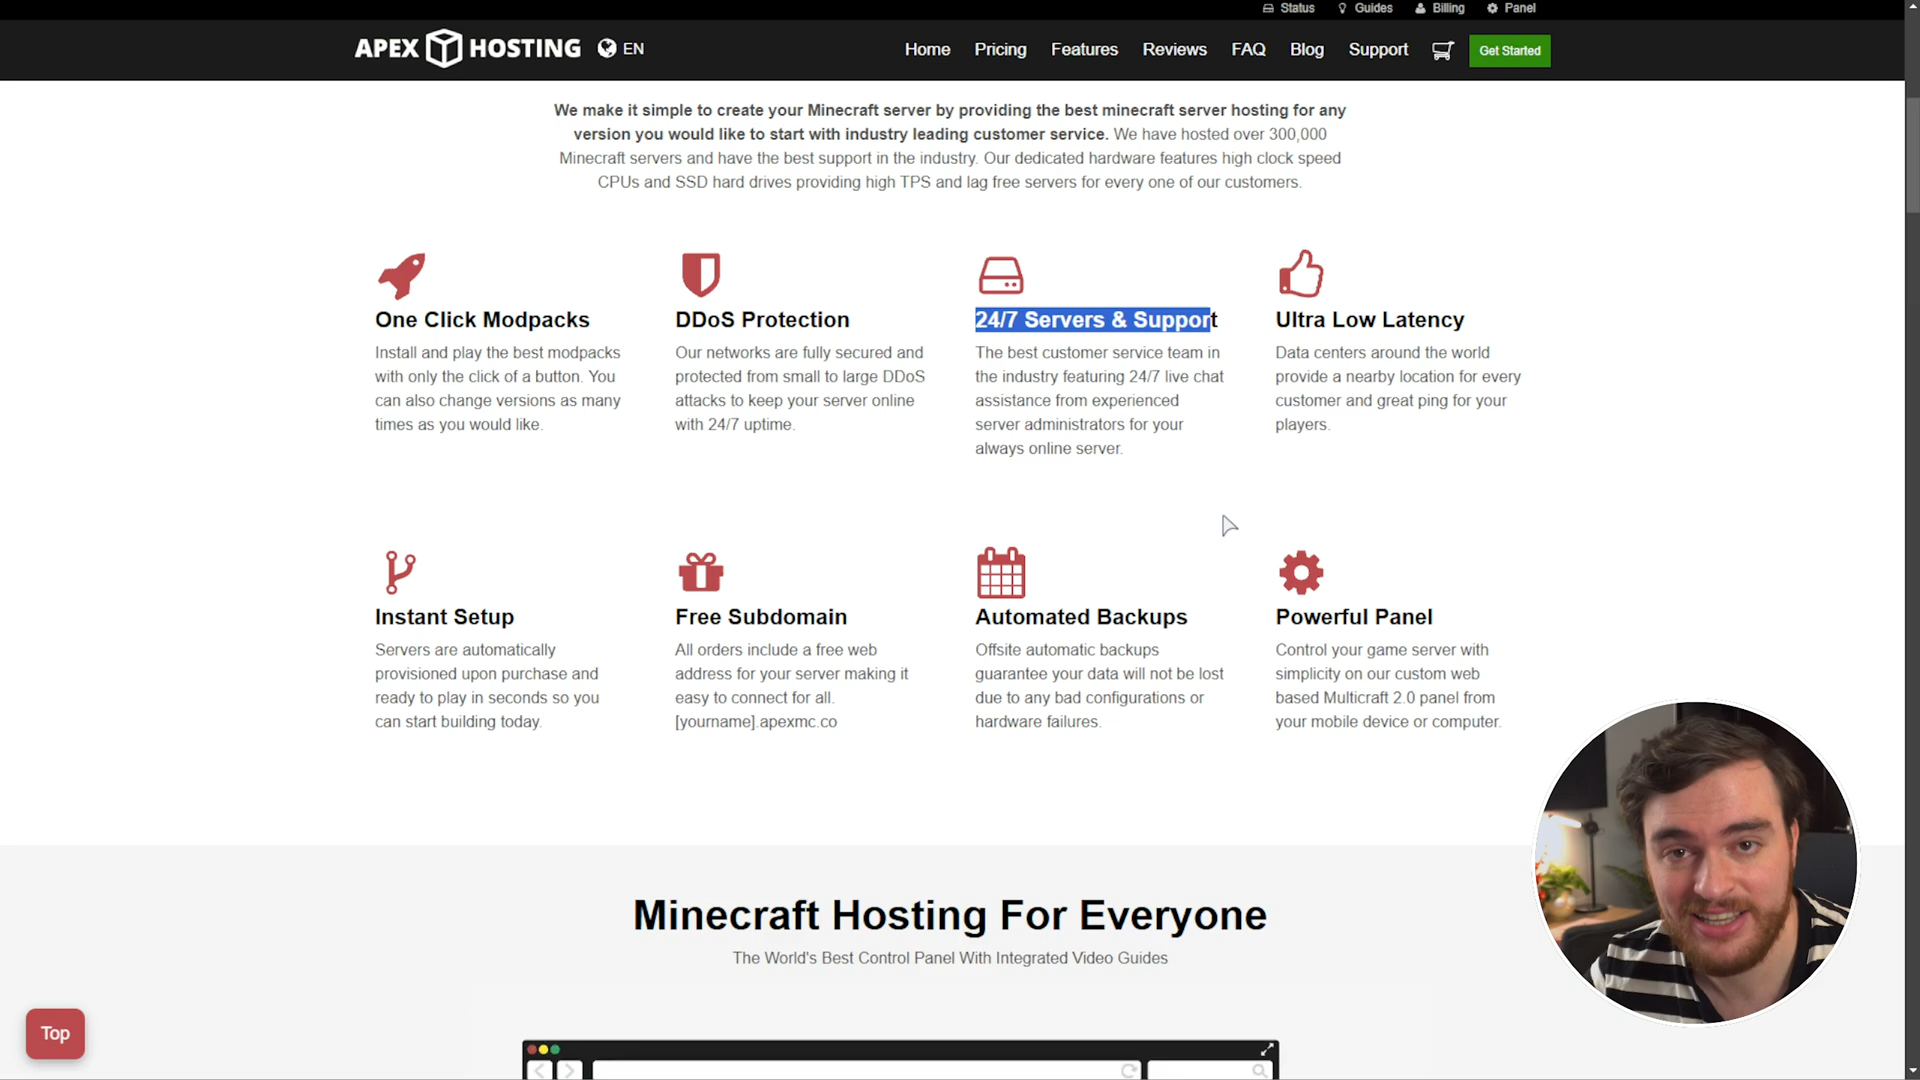 Status Guides Billing Panel
APEX HOSTING EN Home Pricing Features Reviews FAQ Blog Support Get Started
We make it simple to create your Minecraft server by providing the best minecraft server hosting for any
version you would like to start with industry leading customer service. We have hosted over 300,000
Minecraft servers and have the best support in the industry. Our dedicated hardware features high clock speed
CPUs and SSD hard drives providing high TPS and lag free servers for every one of our customers.
One Click Modpacks
Install and play the best modpacks
with only the click of a button. You
can also change versions as many
times as you would like.
DDoS Protection
Our networks are fully secured and
protected from small to large DDoS
attacks to keep your server online
with 24/7 uptime.
24/7 Servers & Support
The best customer service team in
the industry featuring 24/7 live chat
assistance from experienced
server administrators for your
always online server.
Ultra Low Latency
Data centers around the world
provide a nearby location for every
customer and great ping for your
players.
Instant Setup
Servers are automatically
provisioned upon purchase and
ready to play in seconds so you
can start building today.
Free Subdomain
All orders include a free web
address for your server making it
easy to connect for all.
[yourname].apexmc.co
Automated Backups
Offsite automatic backups
guarantee your data will not be lost
due to any bad configurations or
hardware failures.
Powerful Panel
Control your game server with
simplicity on our custom web
based Multicraft 2.0 panel from
your mobile device or computer.
Minecraft Hosting For Everyone
The World's Best Control Panel With Integrated Video Guides
Top